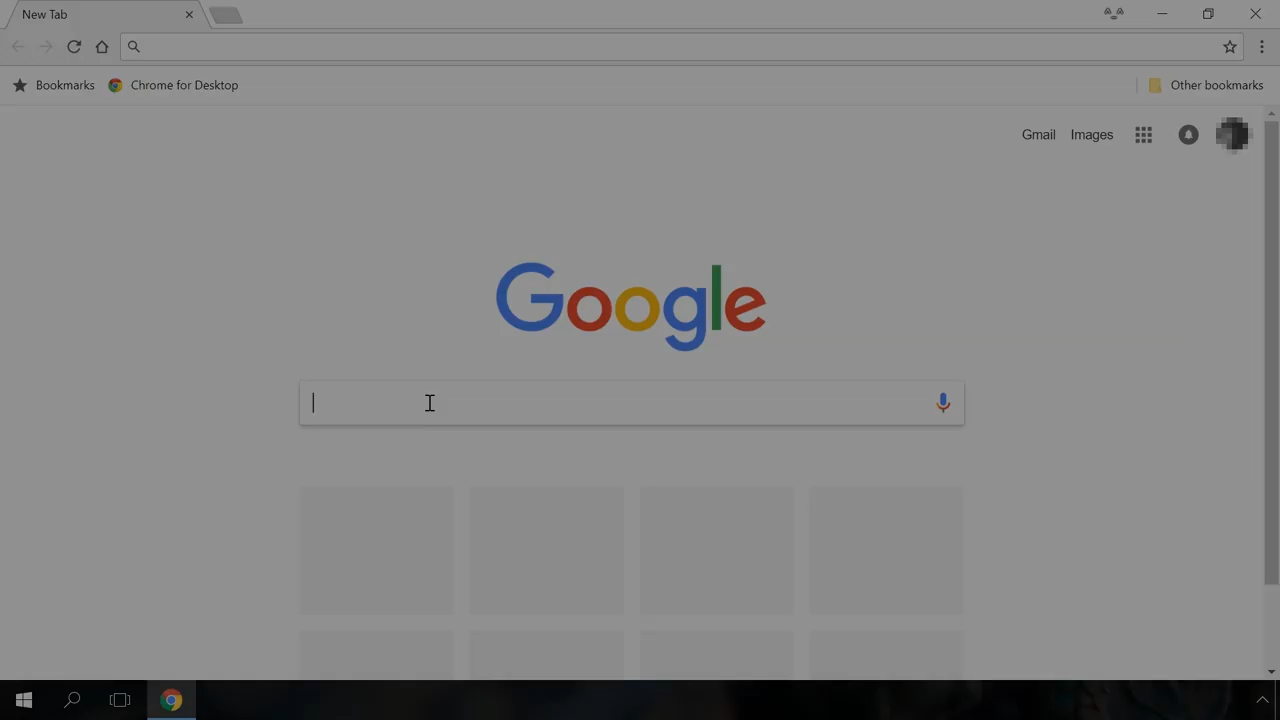 New Tab
Bookmarks
Chrome for Desktop
Other bookmarks
Gmail
Images
Google